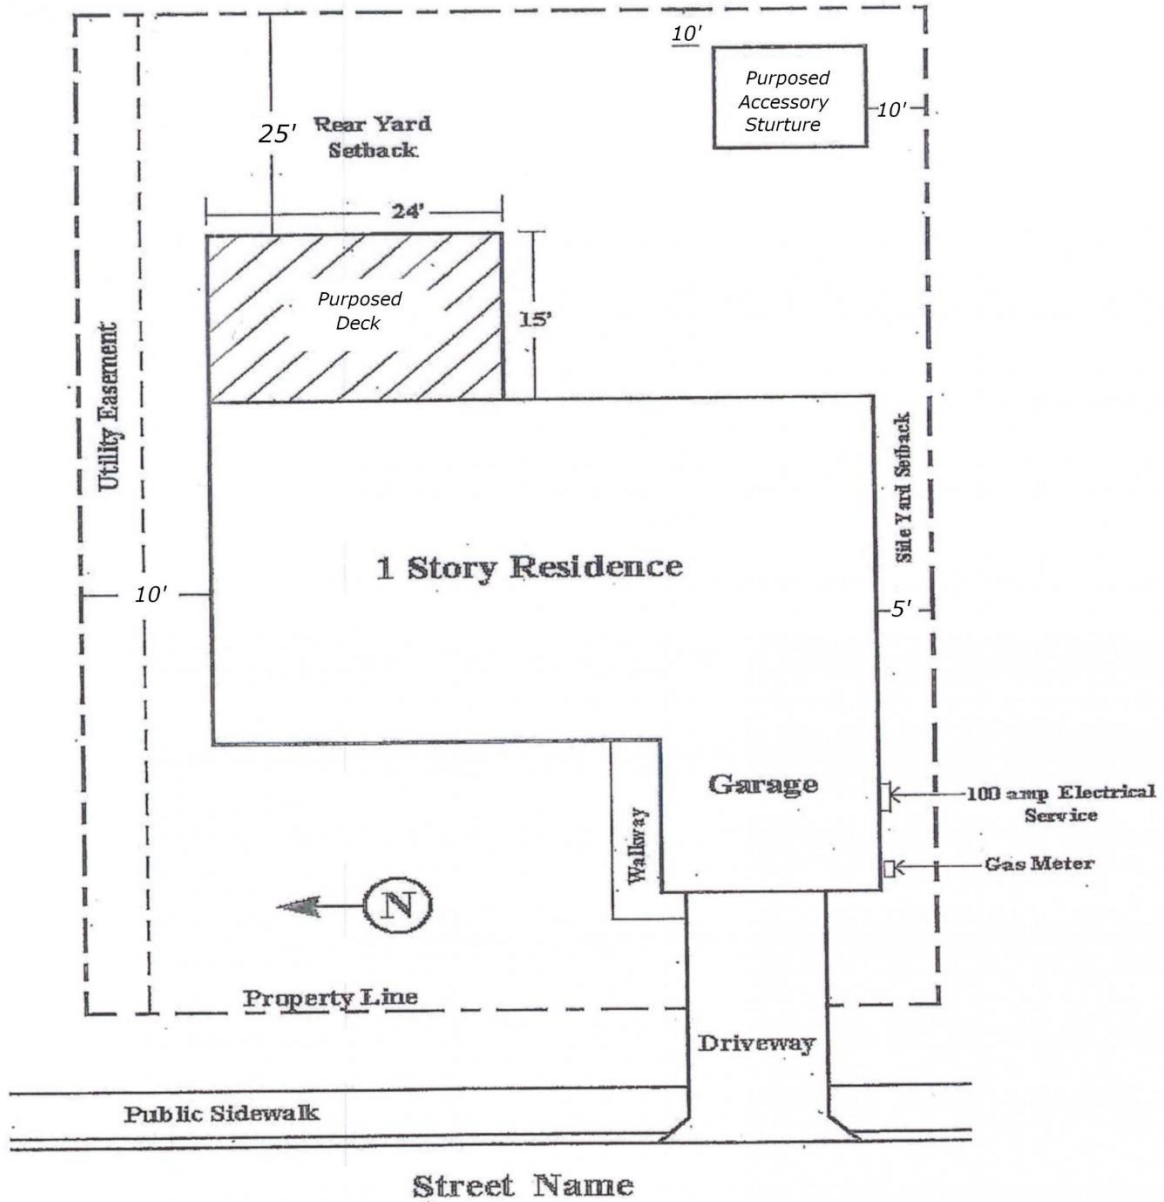 10'
Purposed
Accessory
Sturture
10'
25'
Rear Yard
Setback
24'
Purposed
Deck
15'
Utility Easement
Side Yard Setback
1 Story Residence
10'
5'
Garage
100 amp Electrical
Service
Walkway
Gas Meter
N
Property Line
Driveway
Public Sidewalk
Street Name